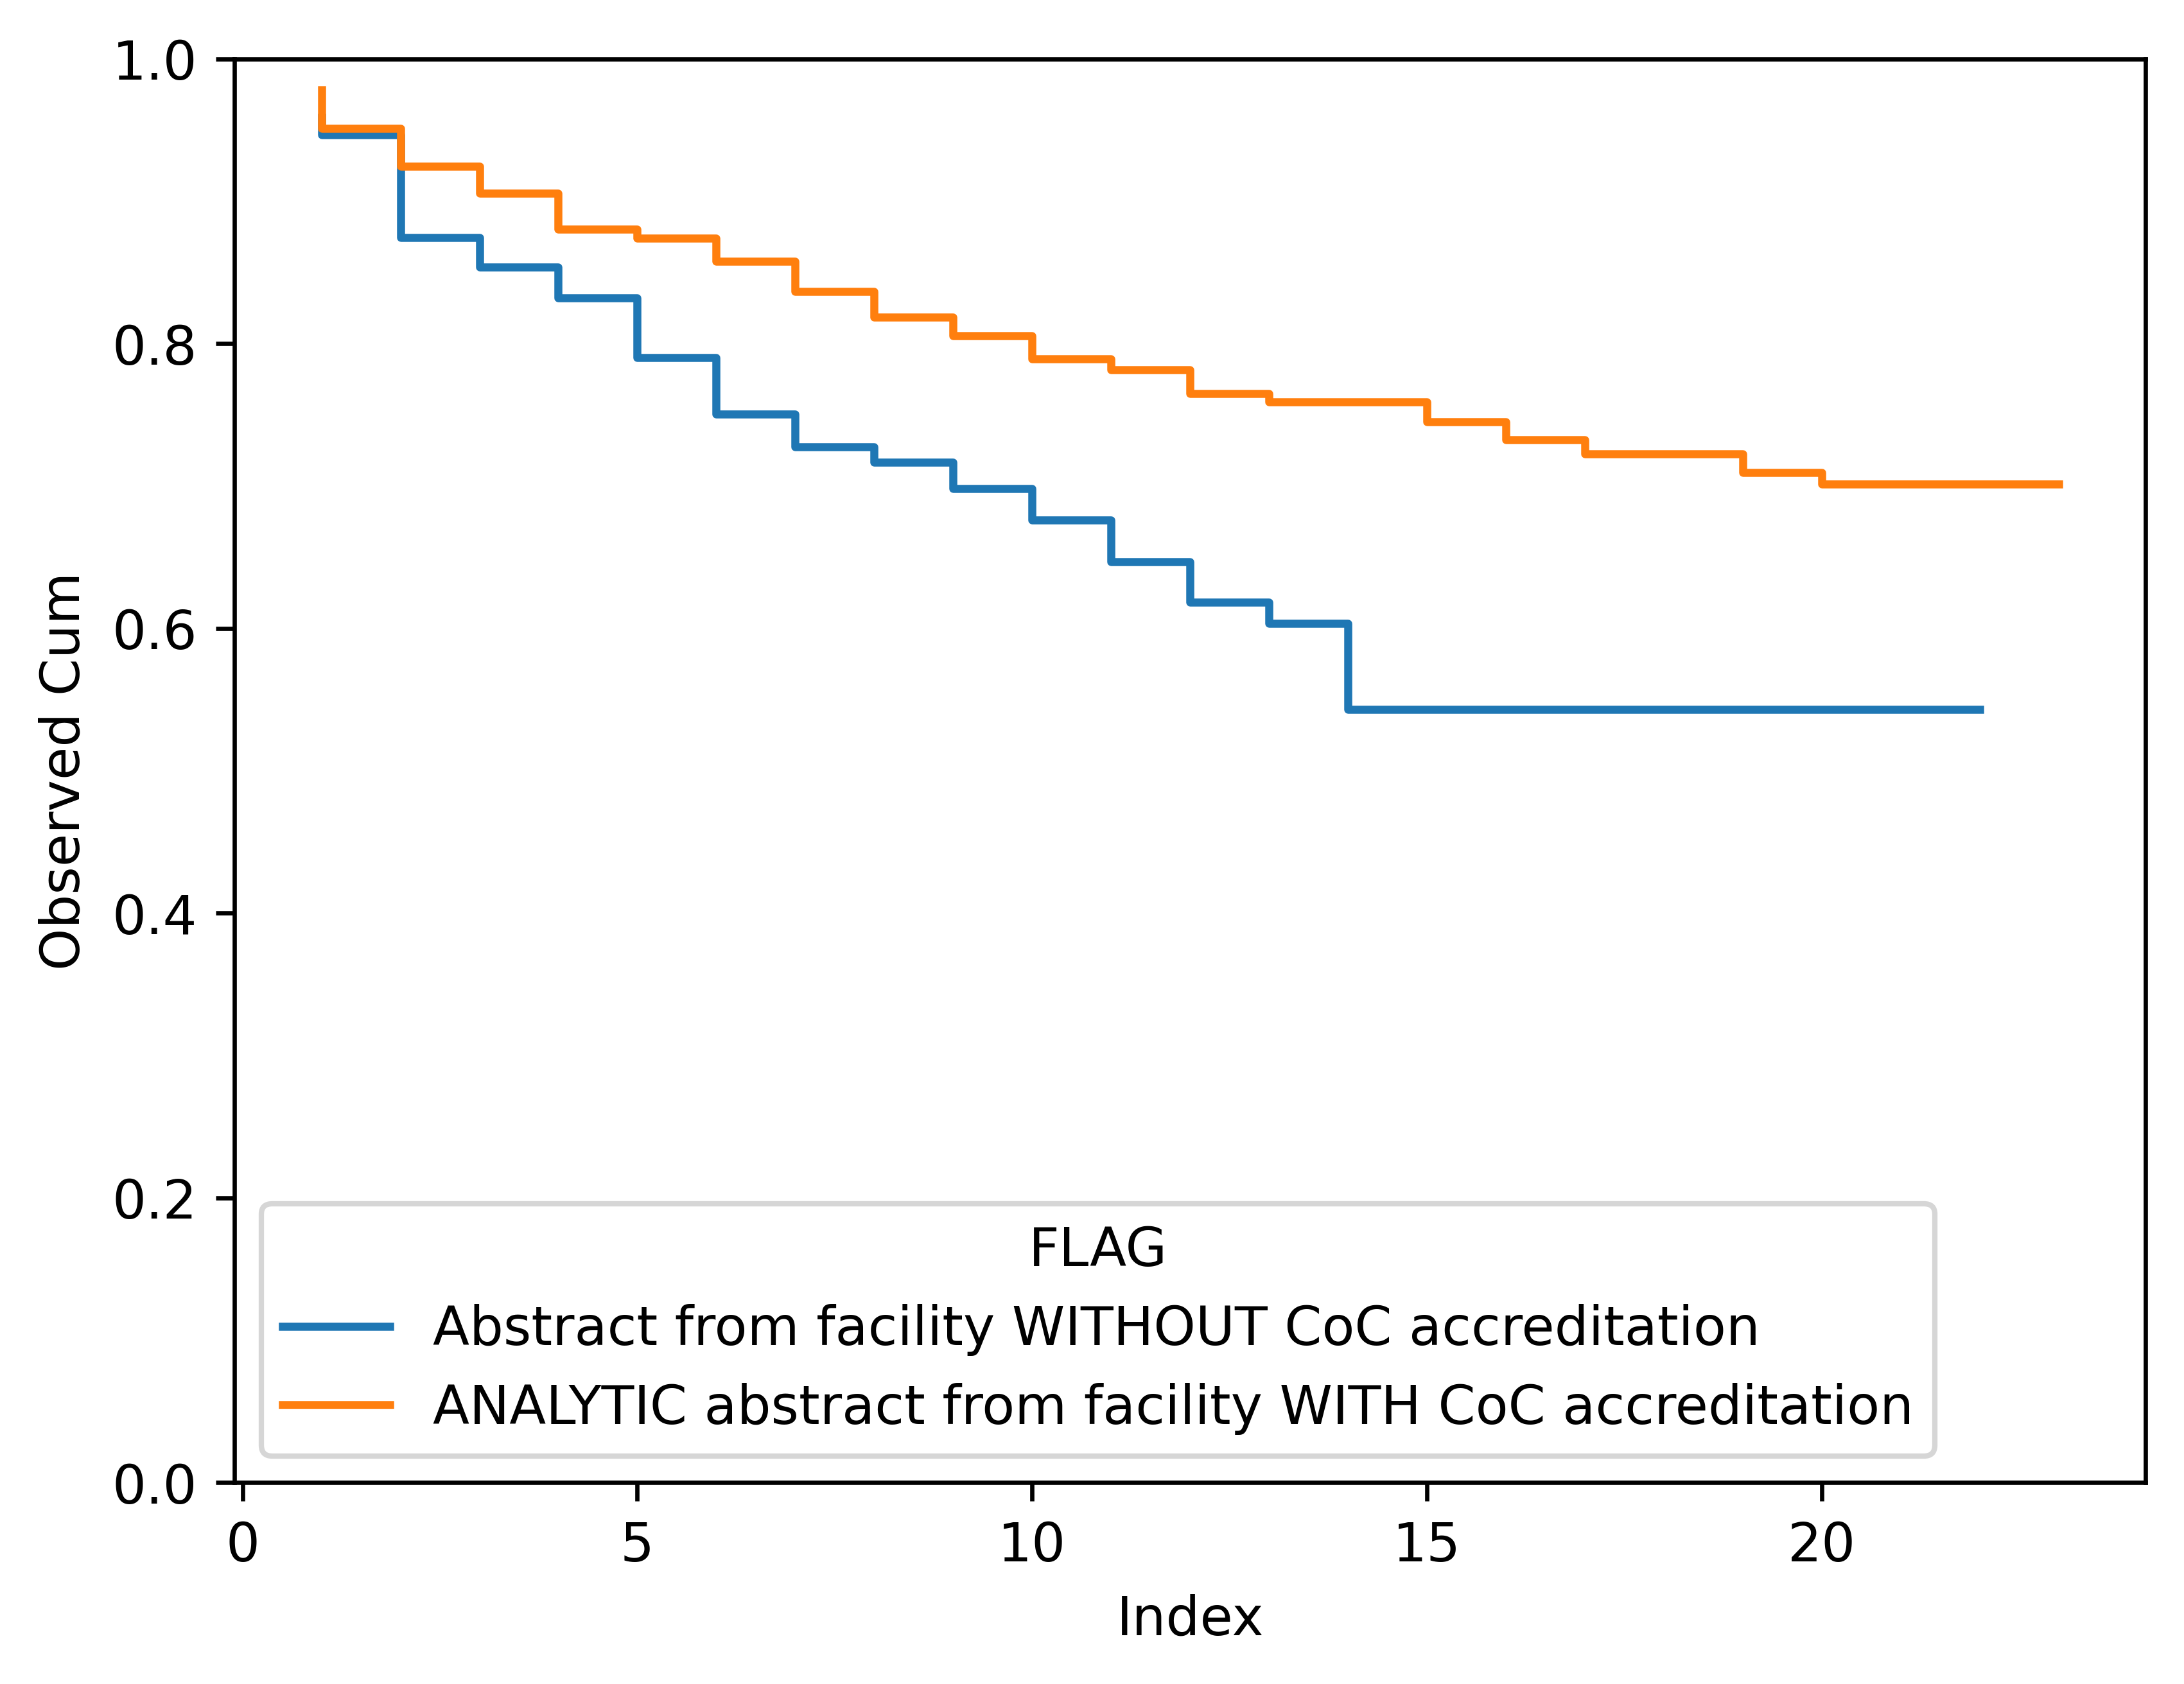 1.0
0.8
0.6
0.4
0.2
0.0
Observed Cum
FLAG
Abstract from facility WITHOUT CoC accreditation
ANALYTIC abstract from facility WITH CoC accreditation
0 5 10 15 20
Index